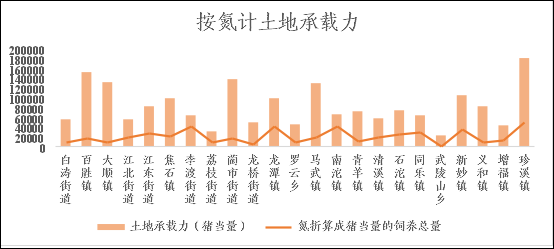 按氮计土地承载力
200000
180000
160000
140000
120000
100000
80000
60000
40000
20000
0
白涛街道
百胜镇
大顺镇
江北街道
江东街道
焦石镇
李渡街道
荔枝街道
蔺市街道
龙桥街道
龙潭镇
罗云乡
马武镇
南沱镇
青羊镇
清溪镇
石沱镇
同乐镇
武陵山乡
新妙镇
义和镇
增福镇
珍溪镇
土地承载力（猪当量）
氮折算成猪当量的饲养总量